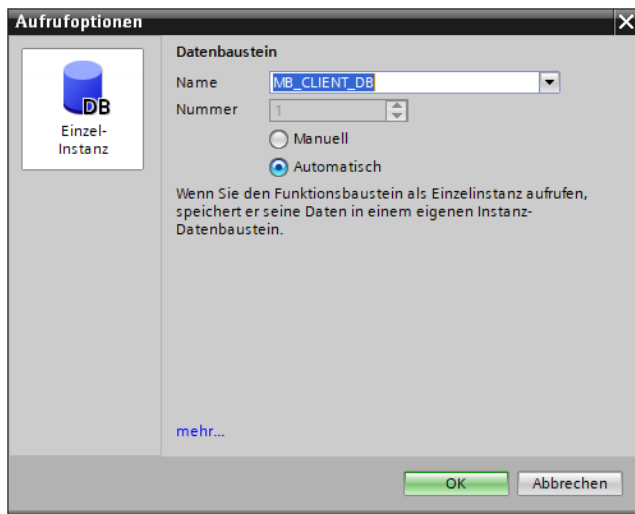 Aufrufoptionen
DB
Einzel-
Instanz
Datenbaustein
Name
MB_CLIENT_DB
Nummer
1
Manuell
Automatisch
Wenn Sie den Funktionsbaustein als Einzelinstanz aufrufen,
speichert er seine Daten in einem eigenen Instanz-
Datenbaustein.
mehr...
OK
Abbrechen